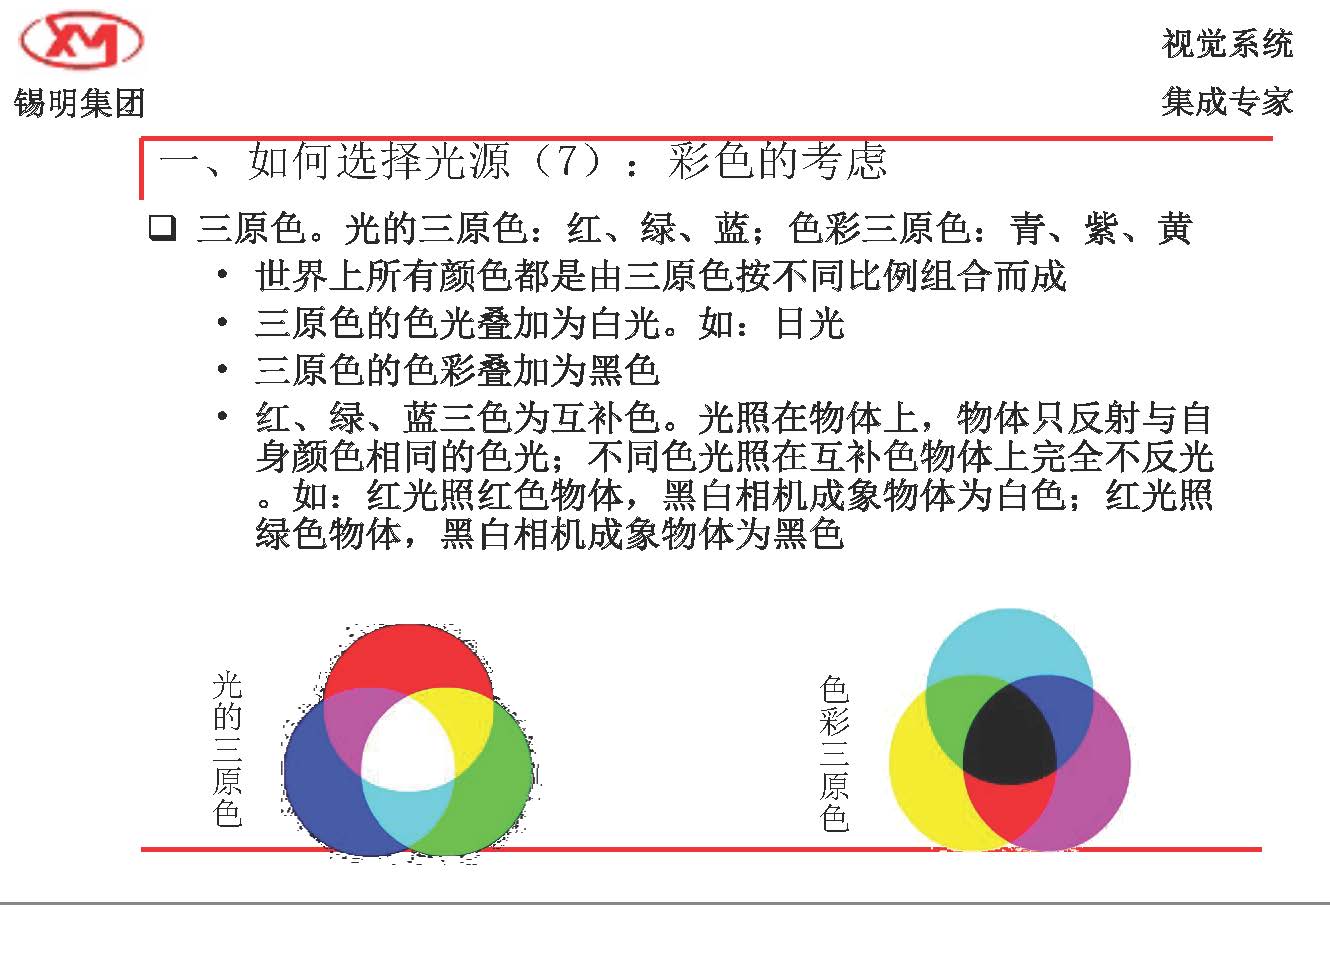 XM
锡明集团
视觉系统
集成专家
一、如何选择光源（7）：彩色的考虑
三原色。光的三原色：红、绿、蓝；色彩三原色：青、紫、黄
• 世界上所有颜色都是由三原色按不同比例组合而成
• 三原色的色光叠加为白光。如：日光
• 三原色的色彩叠加为黑色
• 红、绿、蓝三色为互补色。光照在物体上，物体只反射与自
身颜色相同的色光；不同色光照在互补色物体上完全不反光
。如：红光照红色物体，黑白相机成象物体为白色；红光照
绿色物体，黑白相机成象物体为黑色
光的三原色
色彩三原色